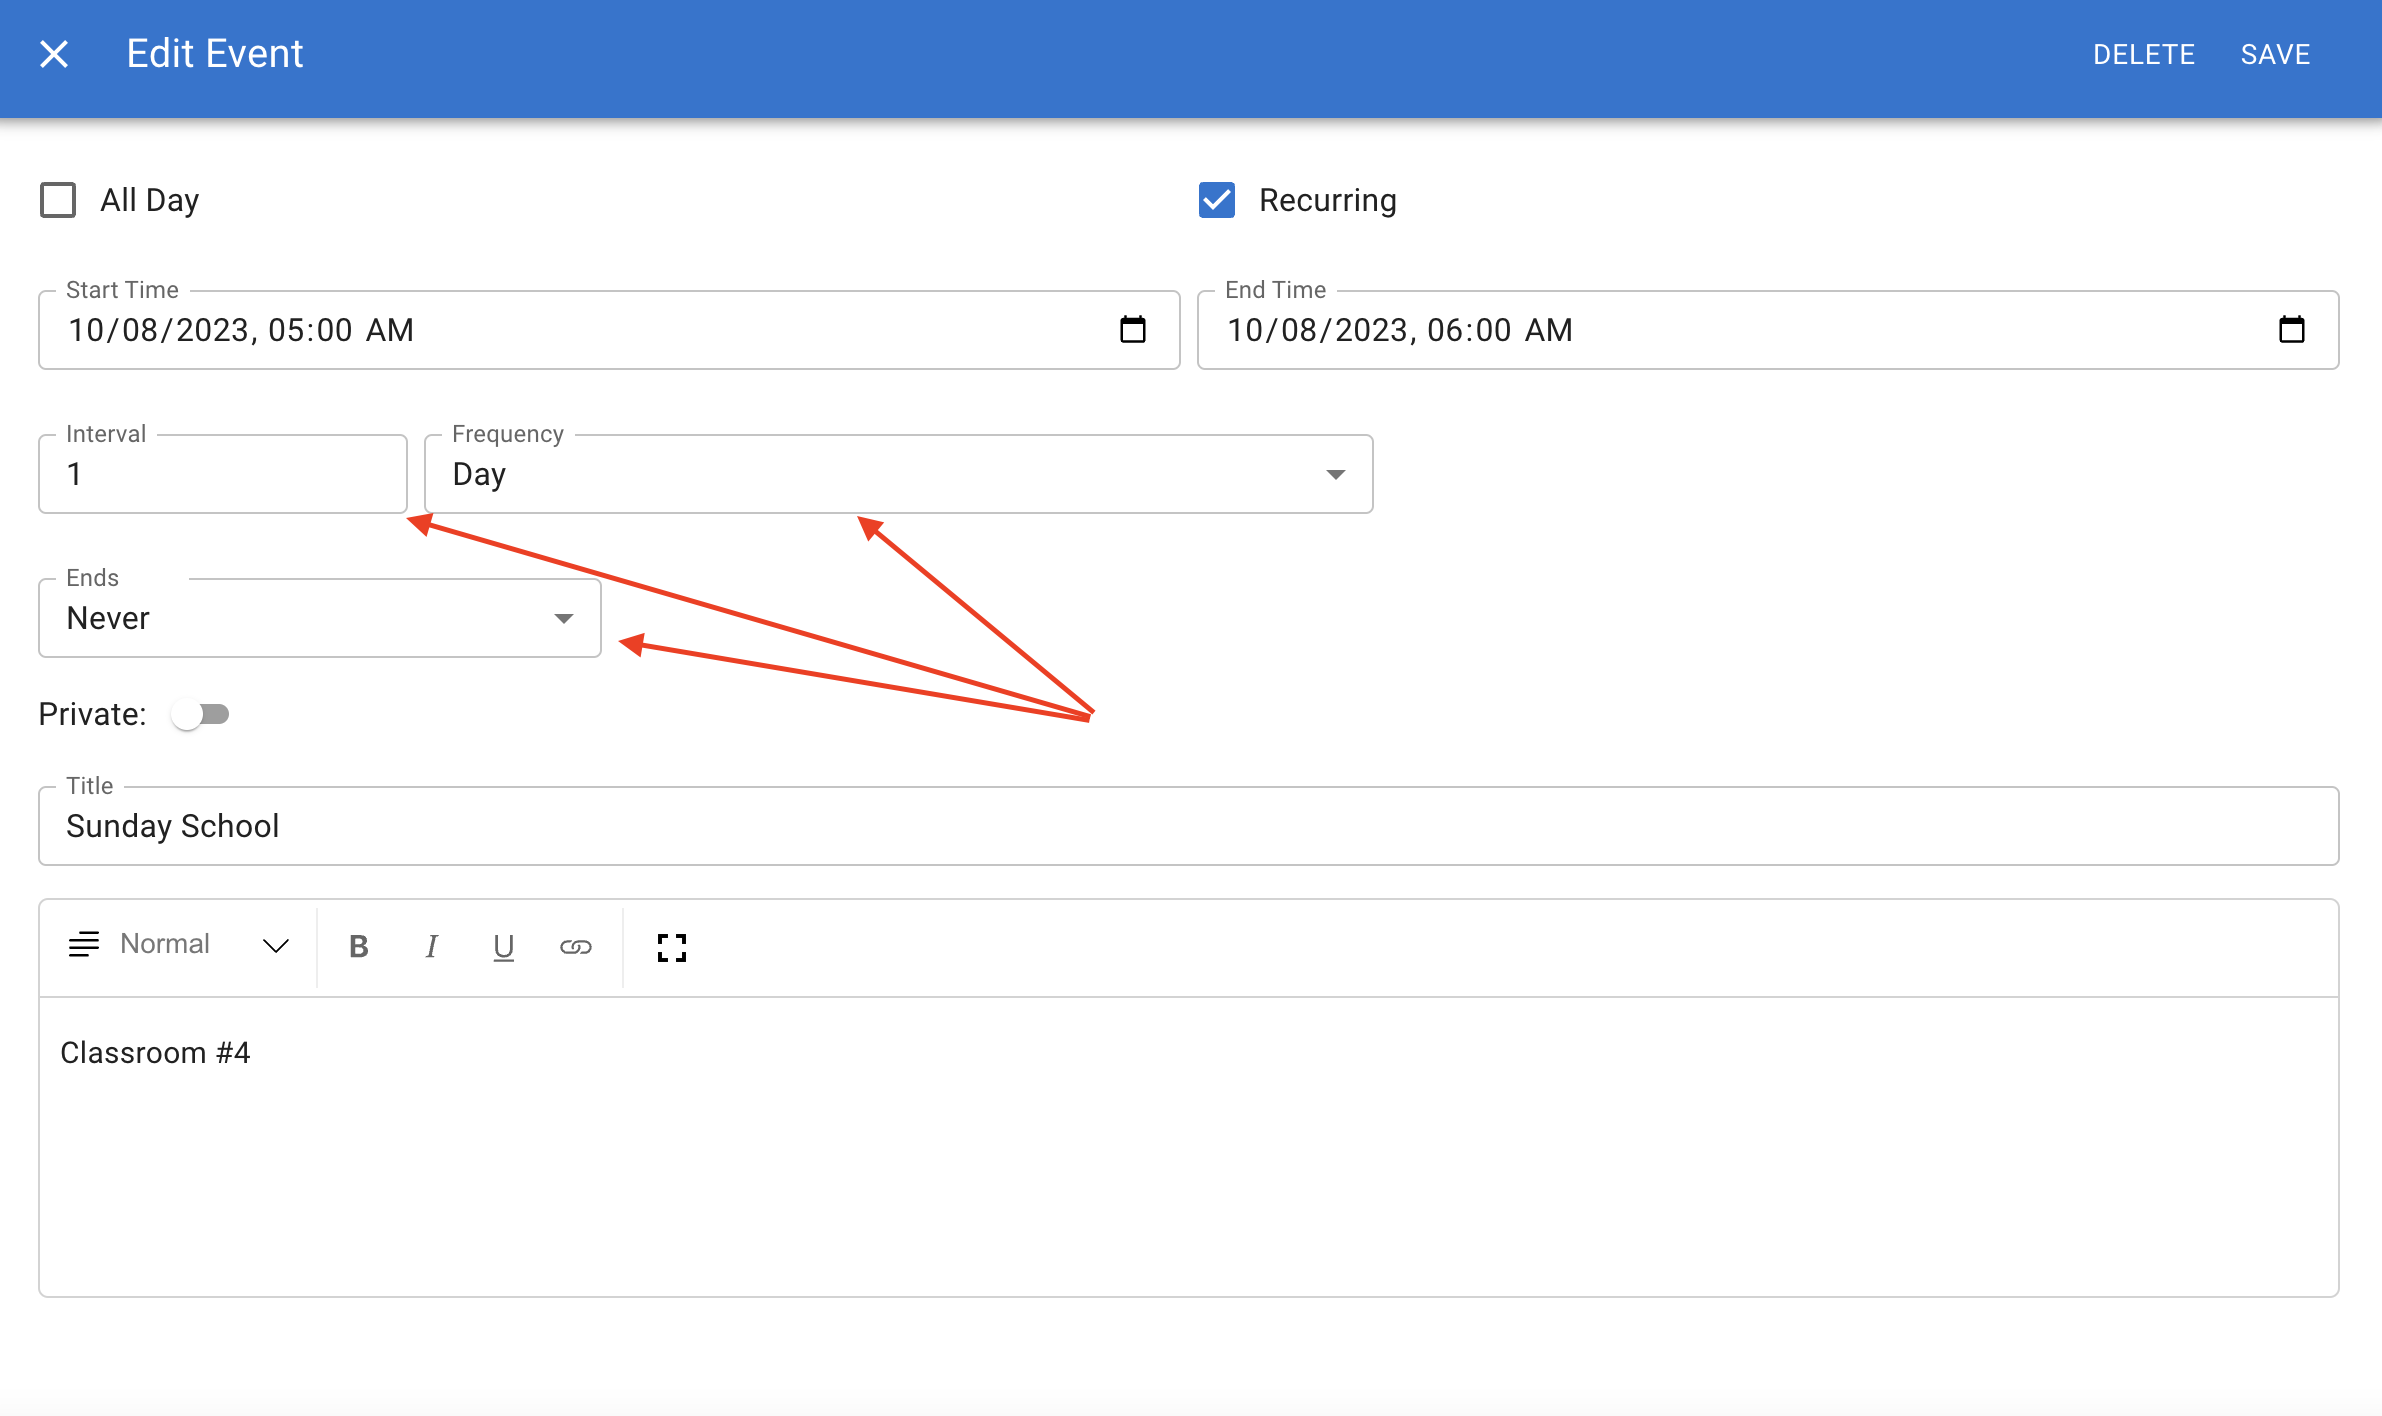 Edit Event
DELETE SAVE
All Day
Recurring
Start Time
10/08/2023, 05:00 AM
End Time
10/08/2023, 06:00 AM
Interval
1
Frequency
Day
Ends
Never
Private:
Title
Sunday School
Normal B I U
Classroom #4